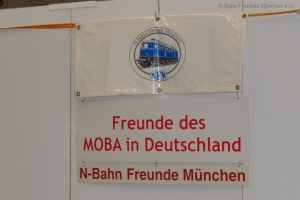 N-Bahn Freunde München e.V.
Freunde des
MOBA in Deutschland
N-Bahn Freunde München